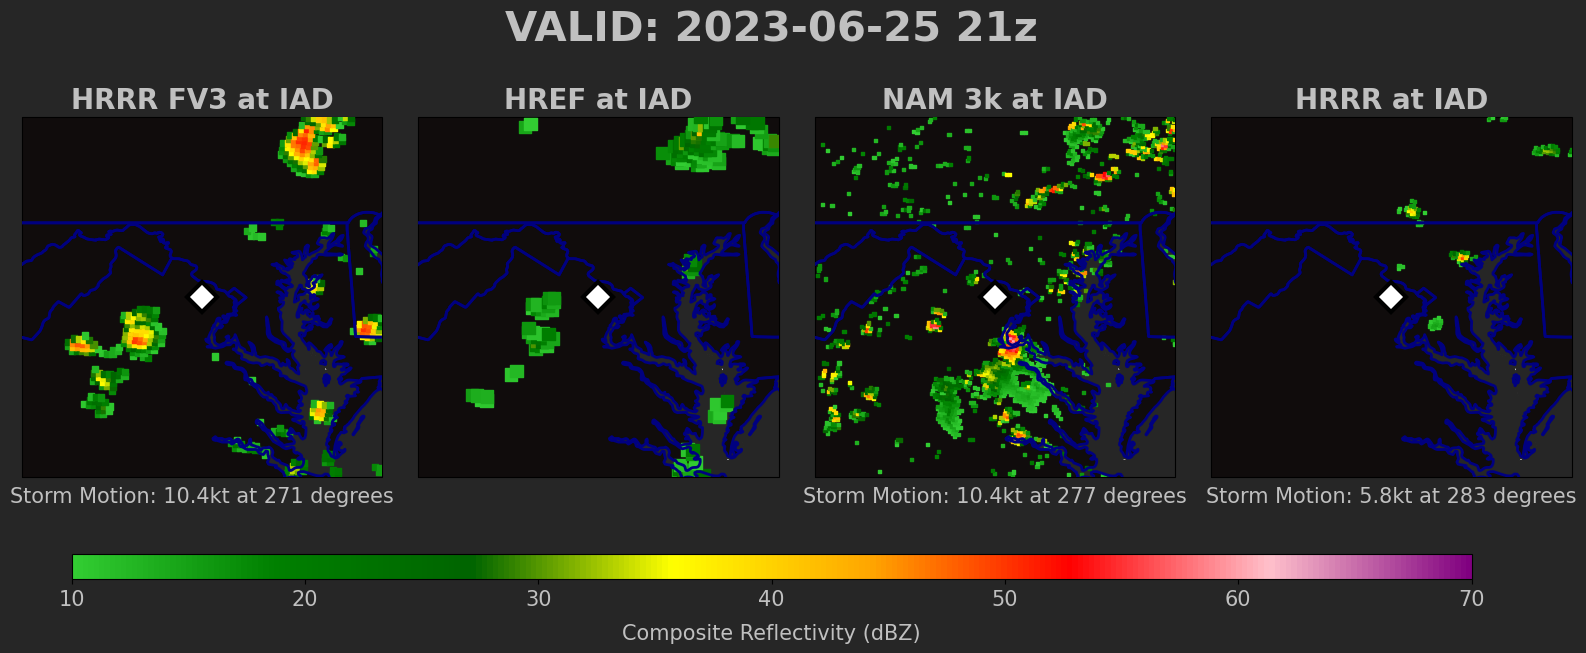 VALID: 2023-06-25 21z
HRRR FV3 at IAD
HREF at IAD
NAM 3k at IAD
HRRR at IAD
Storm Motion: 10.4kt at 271 degrees
Storm Motion: 10.4kt at 277 degrees
Storm Motion: 5.8kt at 283 degrees
10 20 30 40 50 60 70
Composite Reflectivity (dBZ)